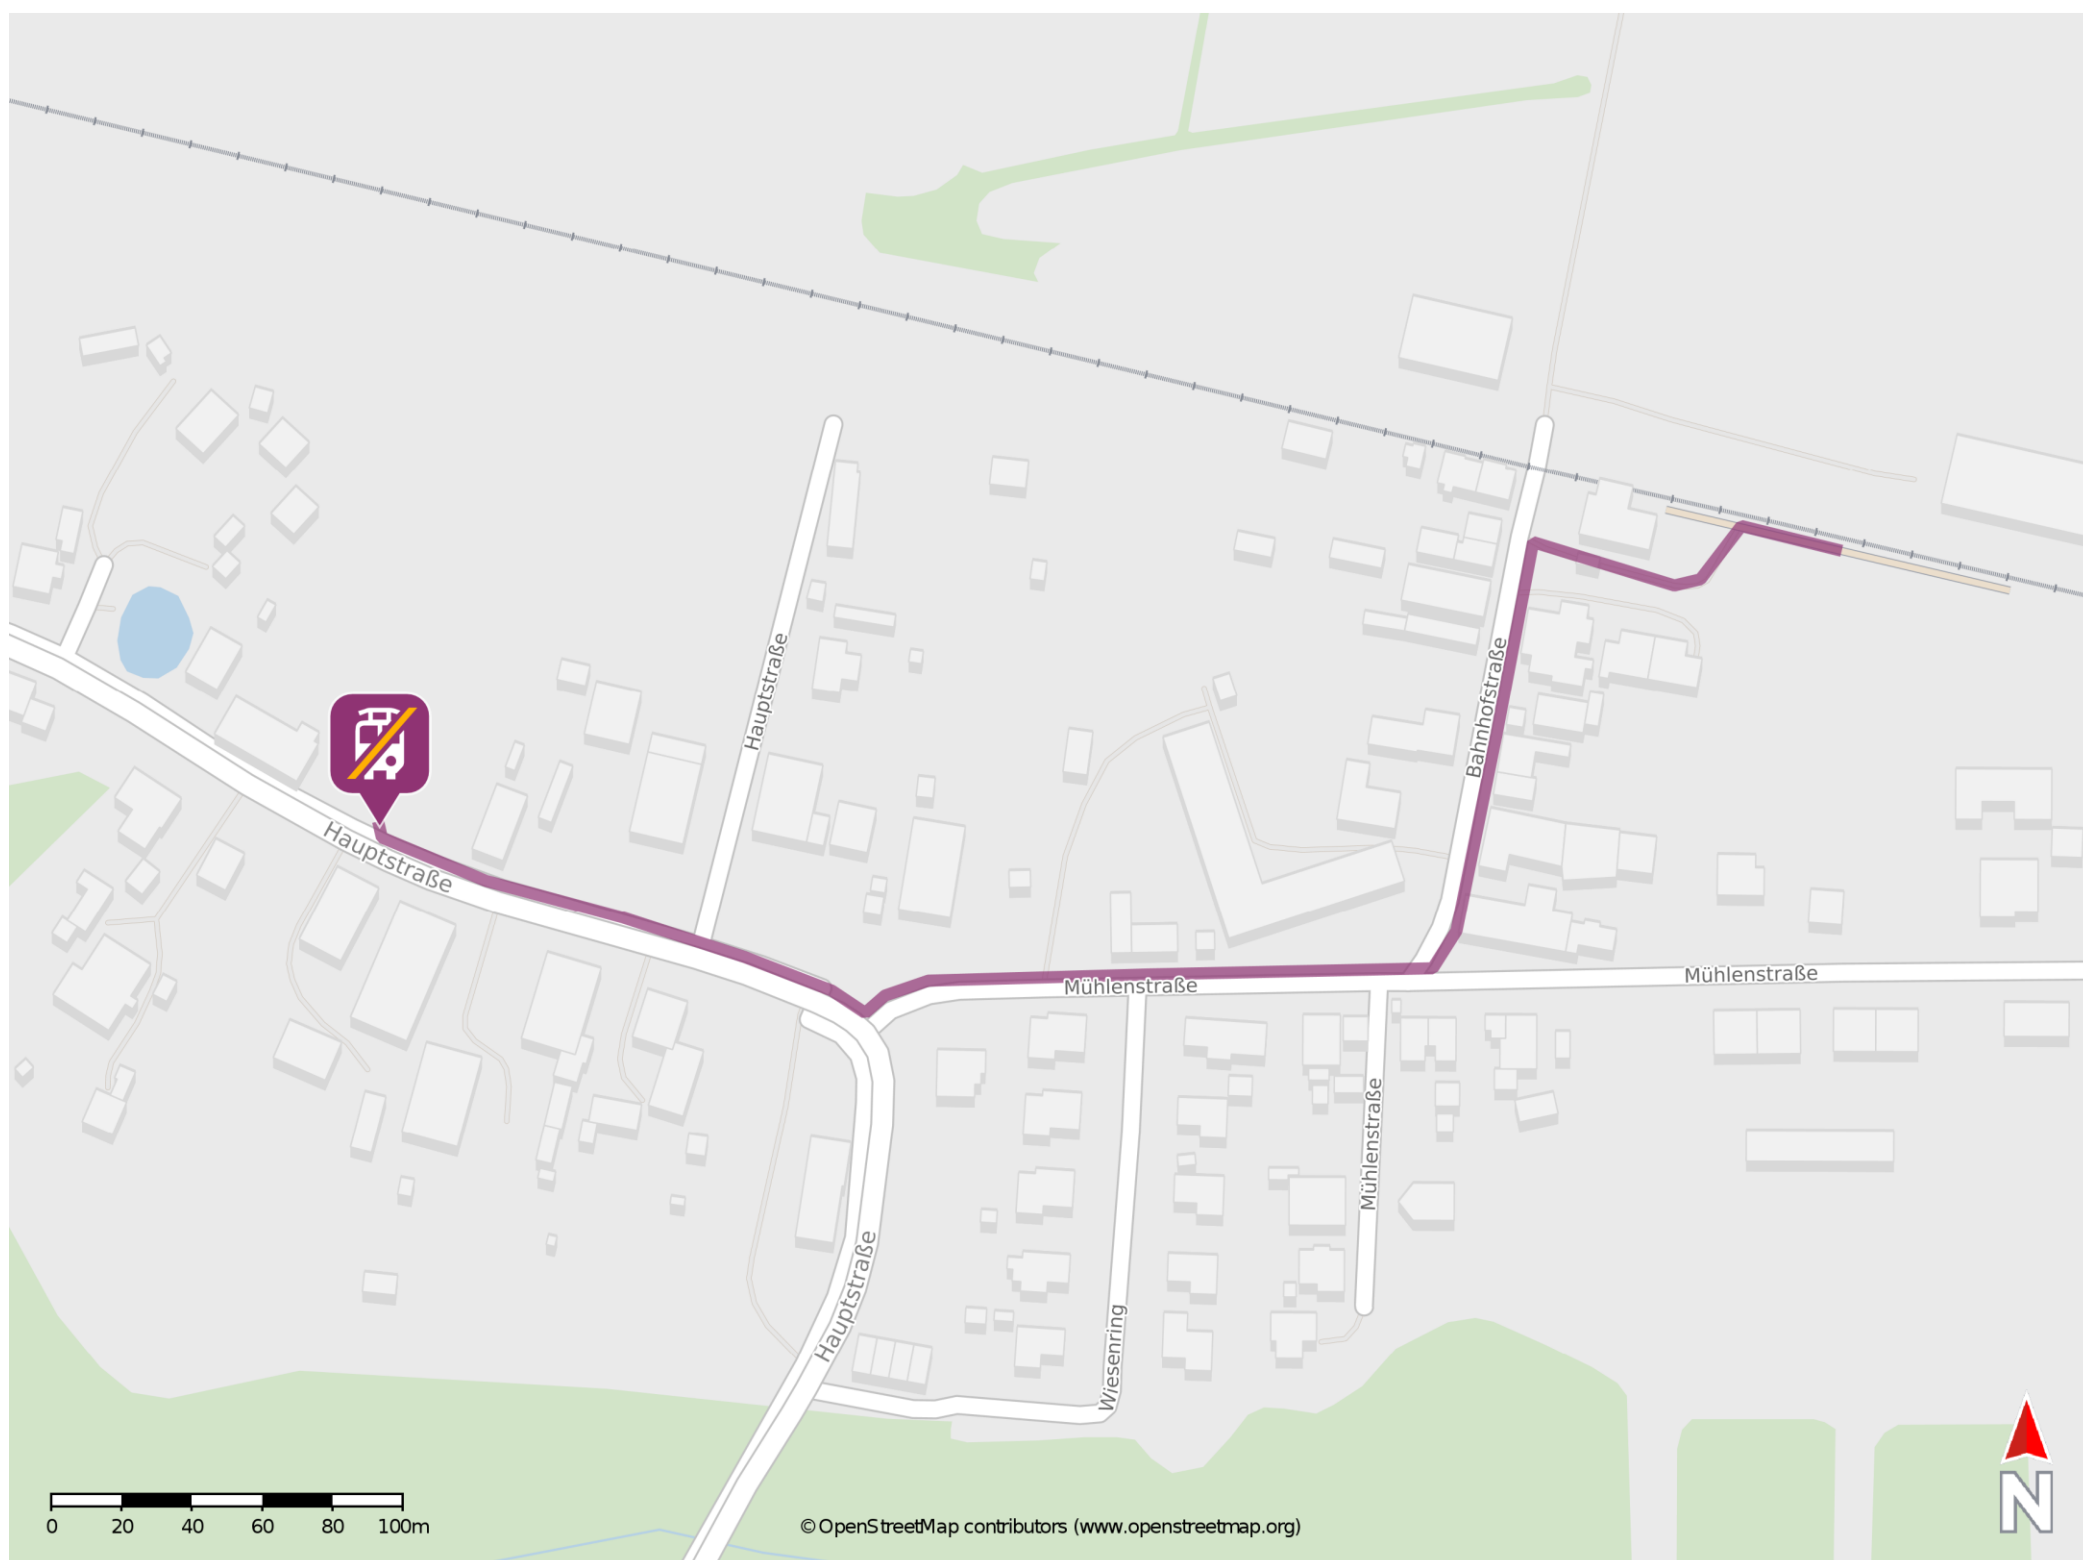 Hauptstraße
Bahnhofstraße
Hauptstraße
Mühlenstraße
Mühlenstraße
Mühlenstraße
Hauptstraße
Wiesenring
N
0 20 40 60 80 100m
© OpenStreetMap contributors (www.openstreetmap.org)